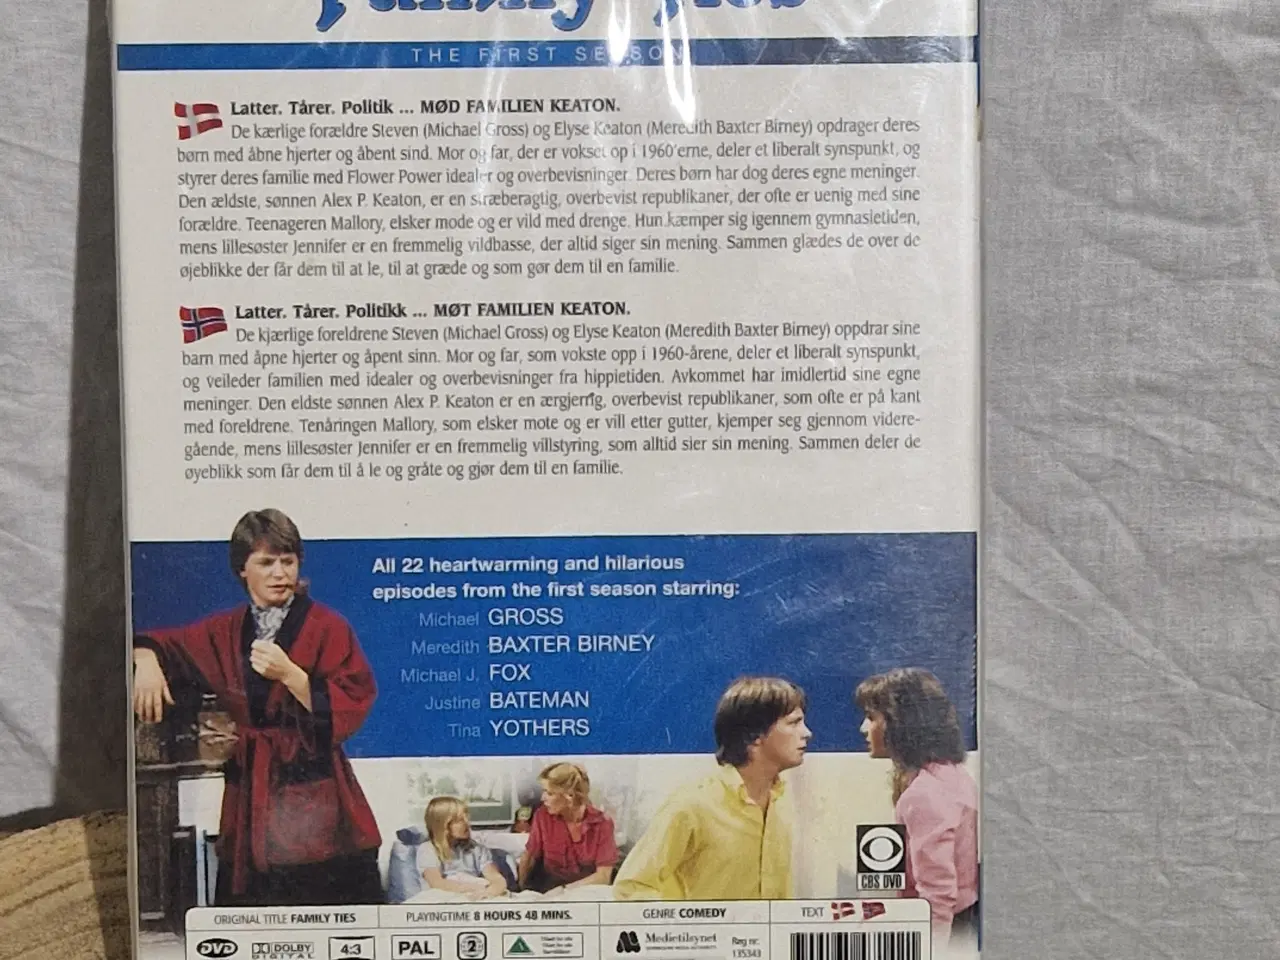 Family Ties
THE FIRST SEASON
Latter. Tårer. Politik ... MØD FAMILIEN KEATON.
De kærlige forældre Steven (Michael Gross) og Elyse Keaton (Meredith Baxter Birney) opdrager deres
børn med åbne hjerter og åbent sind. Mor og far, der er vokset op i 1960'erne, deler et liberalt synspunkt, og
styrer deres familie med Flower Power idealer og overbevisninger. Deres børn har dog deres egne meninger.
Den ældste, sønnen Alex P. Keaton, er en stræberagtig, overbevist republikaner, der ofte er uenig med sine
forældre. Teenageren Mallory, elsker mode og er vild med drenge. Hun kæmper sig igennem gymnasietiden,
mens lillesøster Jennifer er en fremmelig vildbasse, der altid siger sin mening. Sammen glædes de over de
øjeblikke der får dem til at le, til at græde og som gør dem til en familie.
Latter. Tårer. Politikk ... MØT FAMILIEN KEATON.
De kjærlige foreldrene Steven (Michael Gross) og Elyse Keaton (Meredith Baxter Birney) oppdrar sine
barn med åpne hjerter og åpent sinn. Mor og far, som vokste opp i 1960-årene, deler et liberalt synspunkt,
og veileder familien med idealer og overbevisninger fra hippietiden. Avkommet har imidlertid sine egne
meninger. Den eldste sønnen Alex P. Keaton er en ærgjerrig, overbevist republikaner, som ofte er på kant
med foreldrene. Tenåringen Mallory, som elsker mote og er vill etter gutter, kjemper seg gjennom videre-
gående, mens lillesøster Jennifer er en fremmelig villstyring, som alltid sier sin mening. Sammen deler de
øyeblikk som får dem til å le og gråte og gjør dem til en familie.
All 22 heartwarming and hilarious
episodes from the first season starring:
Michael GROSS
Meredith BAXTER BIRNEY
Michael J. FOX
Justine BATEMAN
Tina YOTHERS
CBS DVD
ORIGINAL TITLE FAMILY TIES PLAYINGTIME 8 HOURS 48 MINS. GENRE COMEDY TEXT
DVD DOLBY DIGITAL 4:3 PAL 2 Medietilsynet Reg nr. 135343